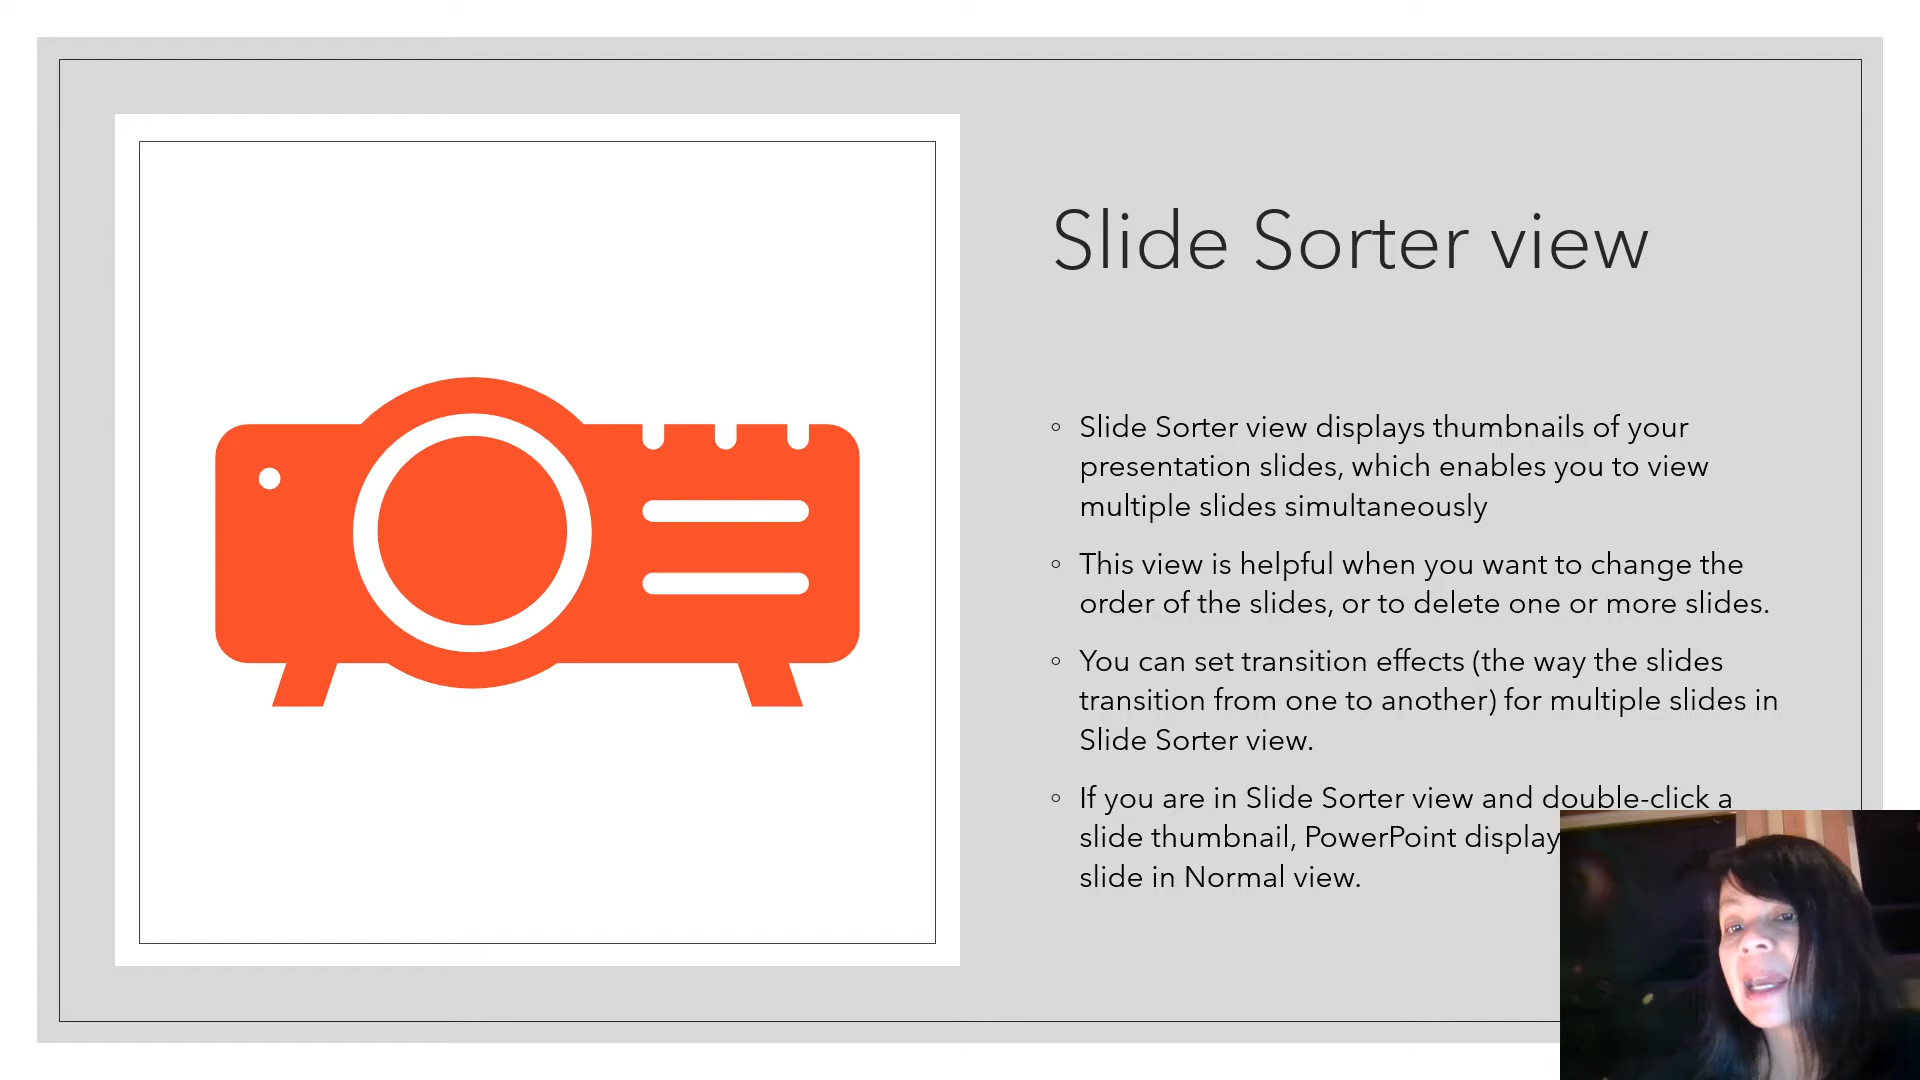 Slide Sorter view
◦ Slide Sorter view displays thumbnails of your
presentation slides, which enables you to view
multiple slides simultaneously
◦ This view is helpful when you want to change the
order of the slides, or to delete one or more slides.
◦ You can set transition effects (the way the slides
transition from one to another) for multiple slides in
Slide Sorter view.
◦ If you are in Slide Sorter view and double-click a
slide thumbnail, PowerPoint display
slide in Normal view.